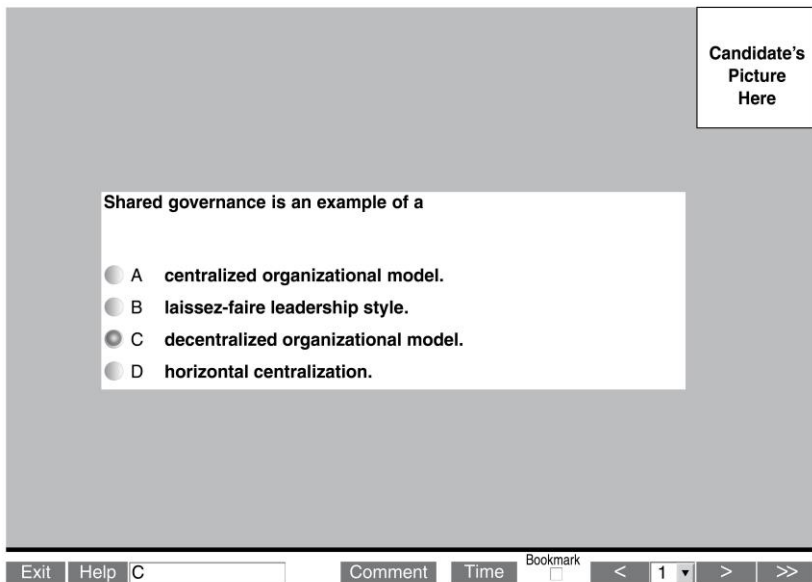 Candidate's
Picture
Here
Shared governance is an example of a
A centralized organizational model.
B laissez-faire leadership style.
C decentralized organizational model.
D horizontal centralization.
Bookmark
Exit Help C Comment Time < 1 > >>